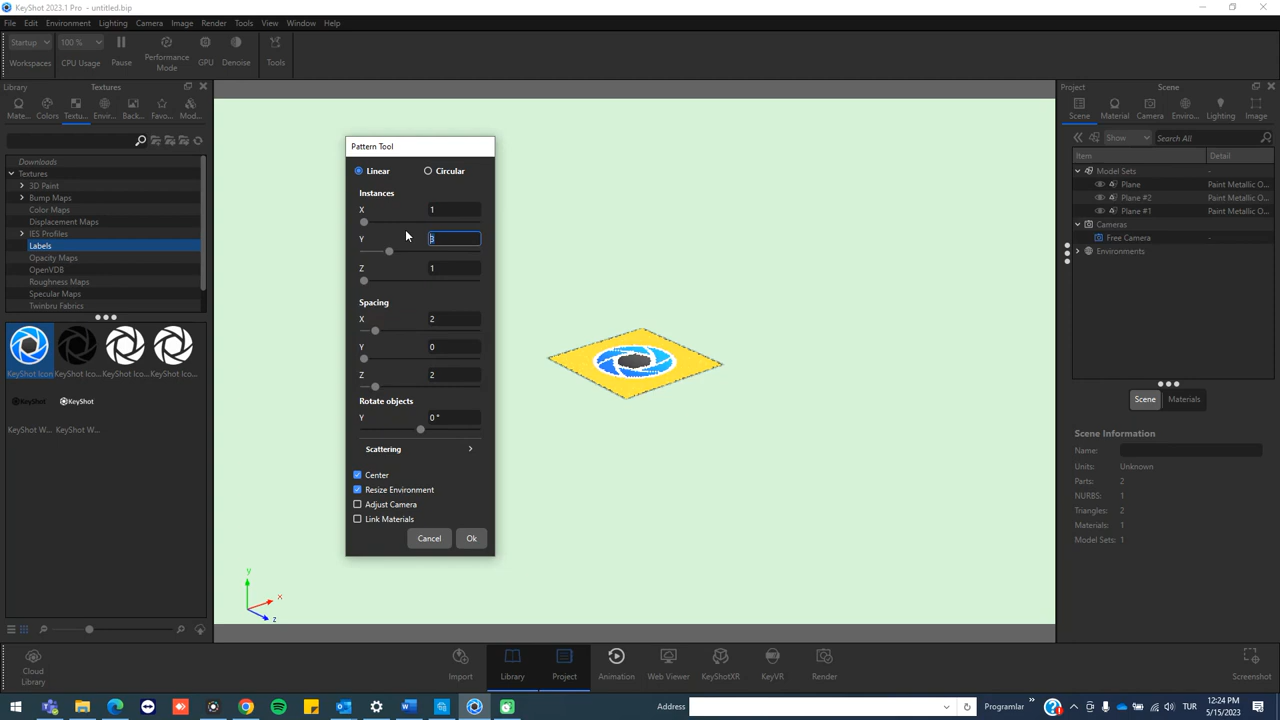 KeyShot 2023.1 Pro - untitled.bip
File Edit Environment Lighting Camera Image Render Tools View Window Help
Startup 100 %
Workspaces CPU Usage Pause Performance Mode GPU Denoise Tools
Library Textures
Mate... Colors Textu... Envir... Back... Favo... Mod...
Downloads
Textures
3D Paint
Bump Maps
Color Maps
Displacement Maps
IES Profiles
Labels
Opacity Maps
OpenVDB
Roughness Maps
Specular Maps
Twinbru Fabrics
KeyShot Icon KeyShot Ico... KeyShot Ico... KeyShot Ico...
KeyShot KeyShot
KeyShot W... KeyShot W...
Pattern Tool
Linear Circular
Instances
X 1
Y 3
Z 1
Spacing
X 2
Y 0
Z 2
Rotate objects
Y 0 °
Scattering
Center
Resize Environment
Adjust Camera
Link Materials
Cancel Ok
y
x
z
Project Scene
Scene Material Camera Enviro... Lighting Image
Show Search All
Item Detail
Model Sets -
Plane Paint Metallic O...
Plane #2 Paint Metallic O...
Plane #1 Paint Metallic O...
Cameras -
Free Camera -
Environments -
Scene Materials
Scene Information
Name:
Units: Unknown
Parts: 2
NURBS: 1
Triangles: 2
Materials: 1
Model Sets: 1
Cloud Library
Import Library Project Animation Web Viewer KeyShotXR KeyVR Render Screenshot
Address Programlar TUR 12:24 PM
5/15/2023